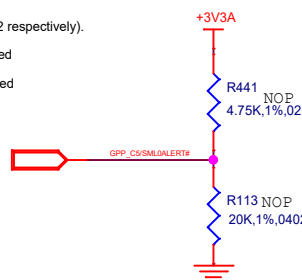 2 respectively).
ed
ed
+3V3A
R441
NOP
4.75K,1%,02
GPP_C5/SML0ALERT#
R113 NOP
20K,1%,0402